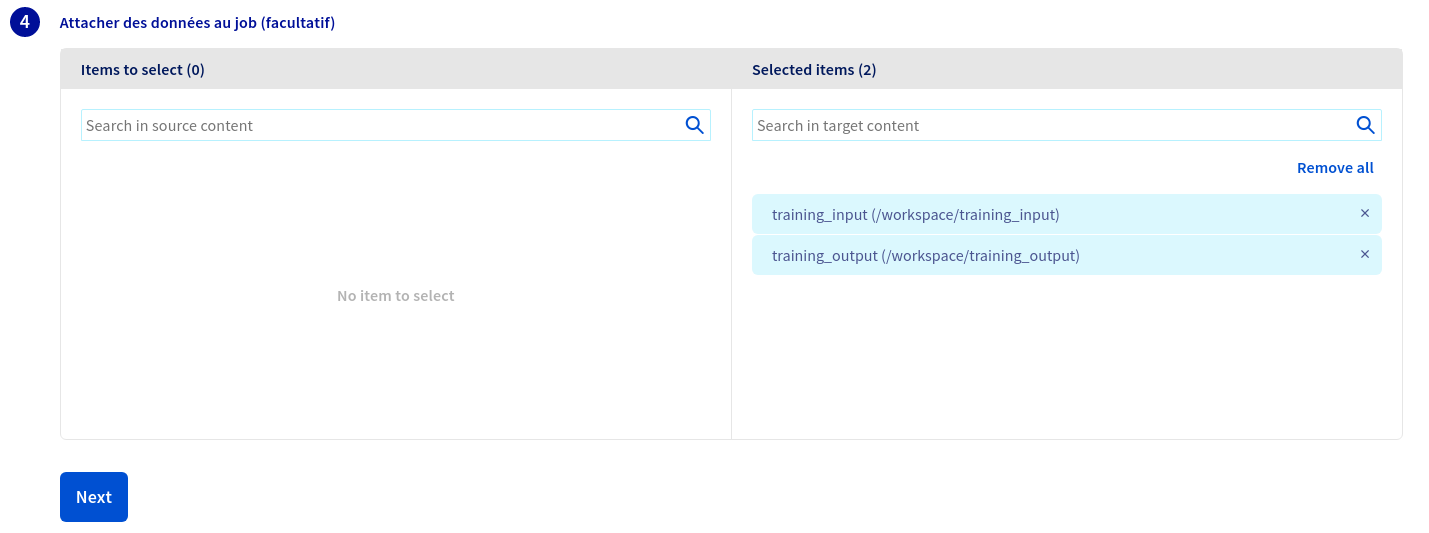 4 Attacher des données au job (facultatif)
Items to select (0)
Selected items (2)
Search in source content
Search in target content
Remove all
training_input (/workspace/training_input) ×
training_output (/workspace/training_output) ×
No item to select
Next